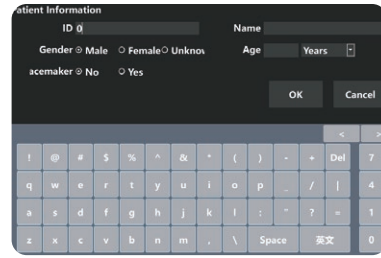 atient Information
ID 0 Name
Gender Male Female Unknow Age Years
acemaker No Yes
OK Cancel
< >
! @ # $ % ^ & * ( ) - + Del 7
q w e r t y u i o p _ / | 4
a s d f g h j k l : " ? = 1
z x c v b n m . \ Space 英文 0